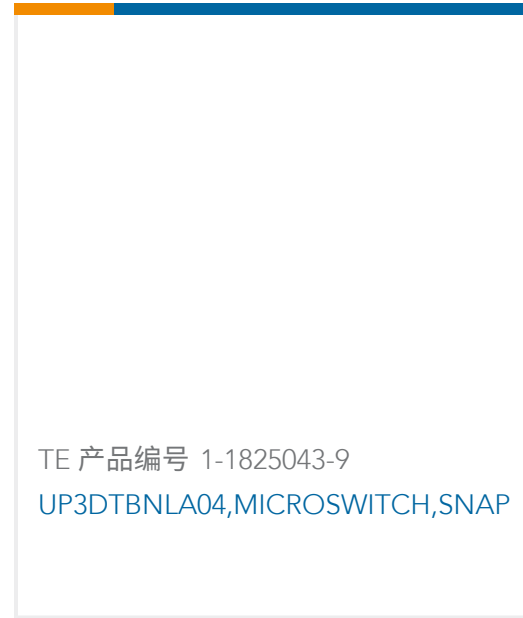 TE 产品编号 1-1825043-9
UP3DTBNLA04,MICROSWITCH,SNAP